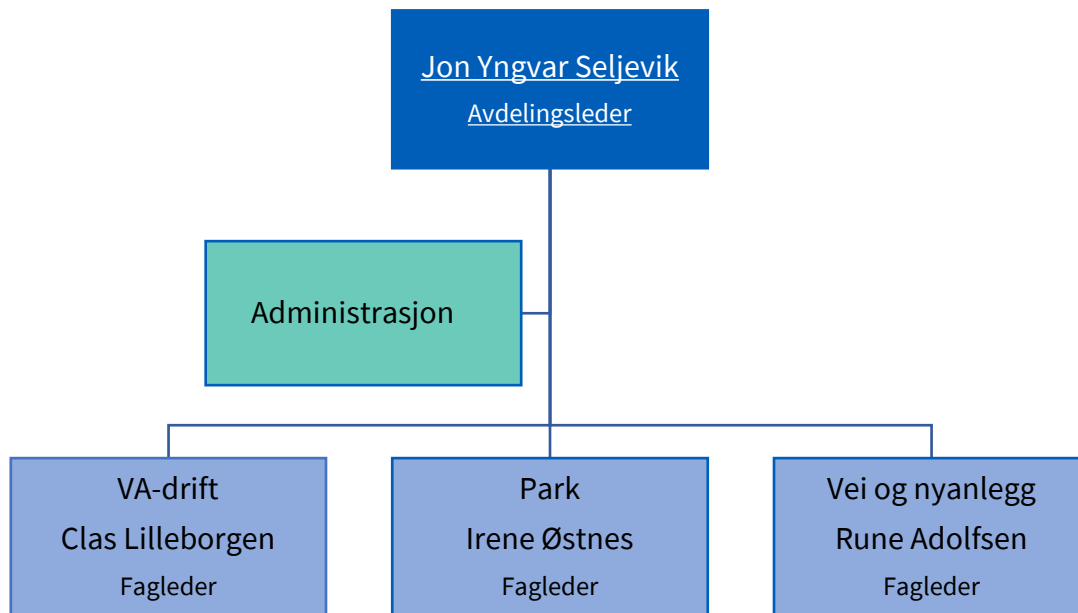 Jon Yngvar Seljevik
Avdelingsleder
Administrasjon
VA-drift
Clas Lilleborgen
Fagleder
Park
Irene Østnes
Fagleder
Vei og nyanlegg
Rune Adolfsen
Fagleder